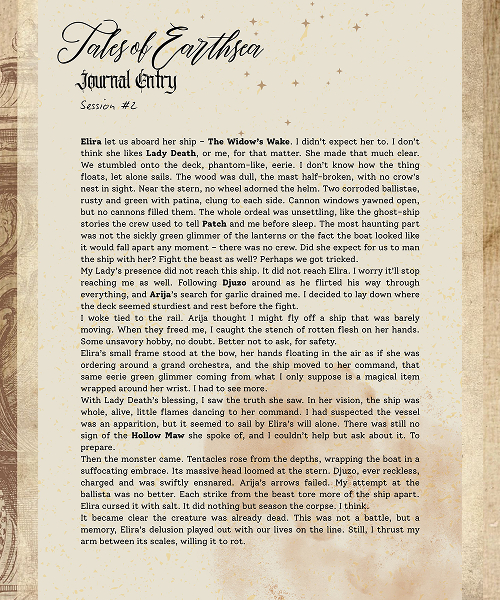 Tales of Earthsea
Journal Entry
Session #2
Elira let us aboard her ship – The Widow's Wake. I didn't expect her to. I don't
think she likes Lady Death, or me, for that matter. She made that much clear.
We stumbled onto the deck, phantom-like, eerie. I don't know how the thing
floats, let alone sails. The wood was dull, the mast half-broken, with no crow's
nest in sight. Near the stern, no wheel adorned the helm. Two corroded ballistae,
rusty and green with patina, clung to each side. Cannon windows yawned open,
but no cannons filled them. The whole ordeal was unsettling, like the ghost-ship
stories the crew used to tell Patch and me before sleep. The most haunting part
was not the sickly green glimmer of the lanterns or the fact the boat looked like
it would fall apart any moment – there was no crew. Did she expect for us to man
the ship with her? Fight the beast as well? Perhaps we got tricked.
My Lady's presence did not reach this ship. It did not reach Elira. I worry it'll stop
reaching me as well. Following Djuzo around as he flirted his way through
everything, and Arija's search for garlic drained me. I decided to lay down where
the deck seemed sturdiest and rest before the fight.
I woke tied to the rail. Arija thought I might fly off a ship that was barely
moving. When they freed me, I caught the stench of rotten flesh on her hands.
Some unsavory hobby, no doubt. Better not to ask, for safety.
Elira's small frame stood at the bow, her hands floating in the air as if she was
ordering around a grand orchestra, and the ship moved to her command, that
same eerie green glimmer coming from what I only suppose is a magical item
wrapped around her wrist. I had to see more.
With Lady Death's blessing, I saw the truth she saw. In her vision, the ship was
whole, alive, little flames dancing to her command. I had suspected the vessel
was an apparition, but it seemed to sail by Elira's will alone. There was still no
sign of the Hollow Maw she spoke of, and I couldn't help but ask about it. To
prepare.
Then the monster came. Tentacles rose from the depths, wrapping the boat in a
suffocating embrace. Its massive head loomed at the stern. Djuzo, ever reckless,
charged and was swiftly ensnared. Arija's arrows failed. My attempt at the
ballista was no better. Each strike from the beast tore more of the ship apart.
Elira cursed it with salt. It did nothing but season the corpse. I think.
It became clear the creature was already dead. This was not a battle, but a
memory, Elira's delusion played out with our lives on the line. Still, I thrust my
arm between its scales, willing it to rot.